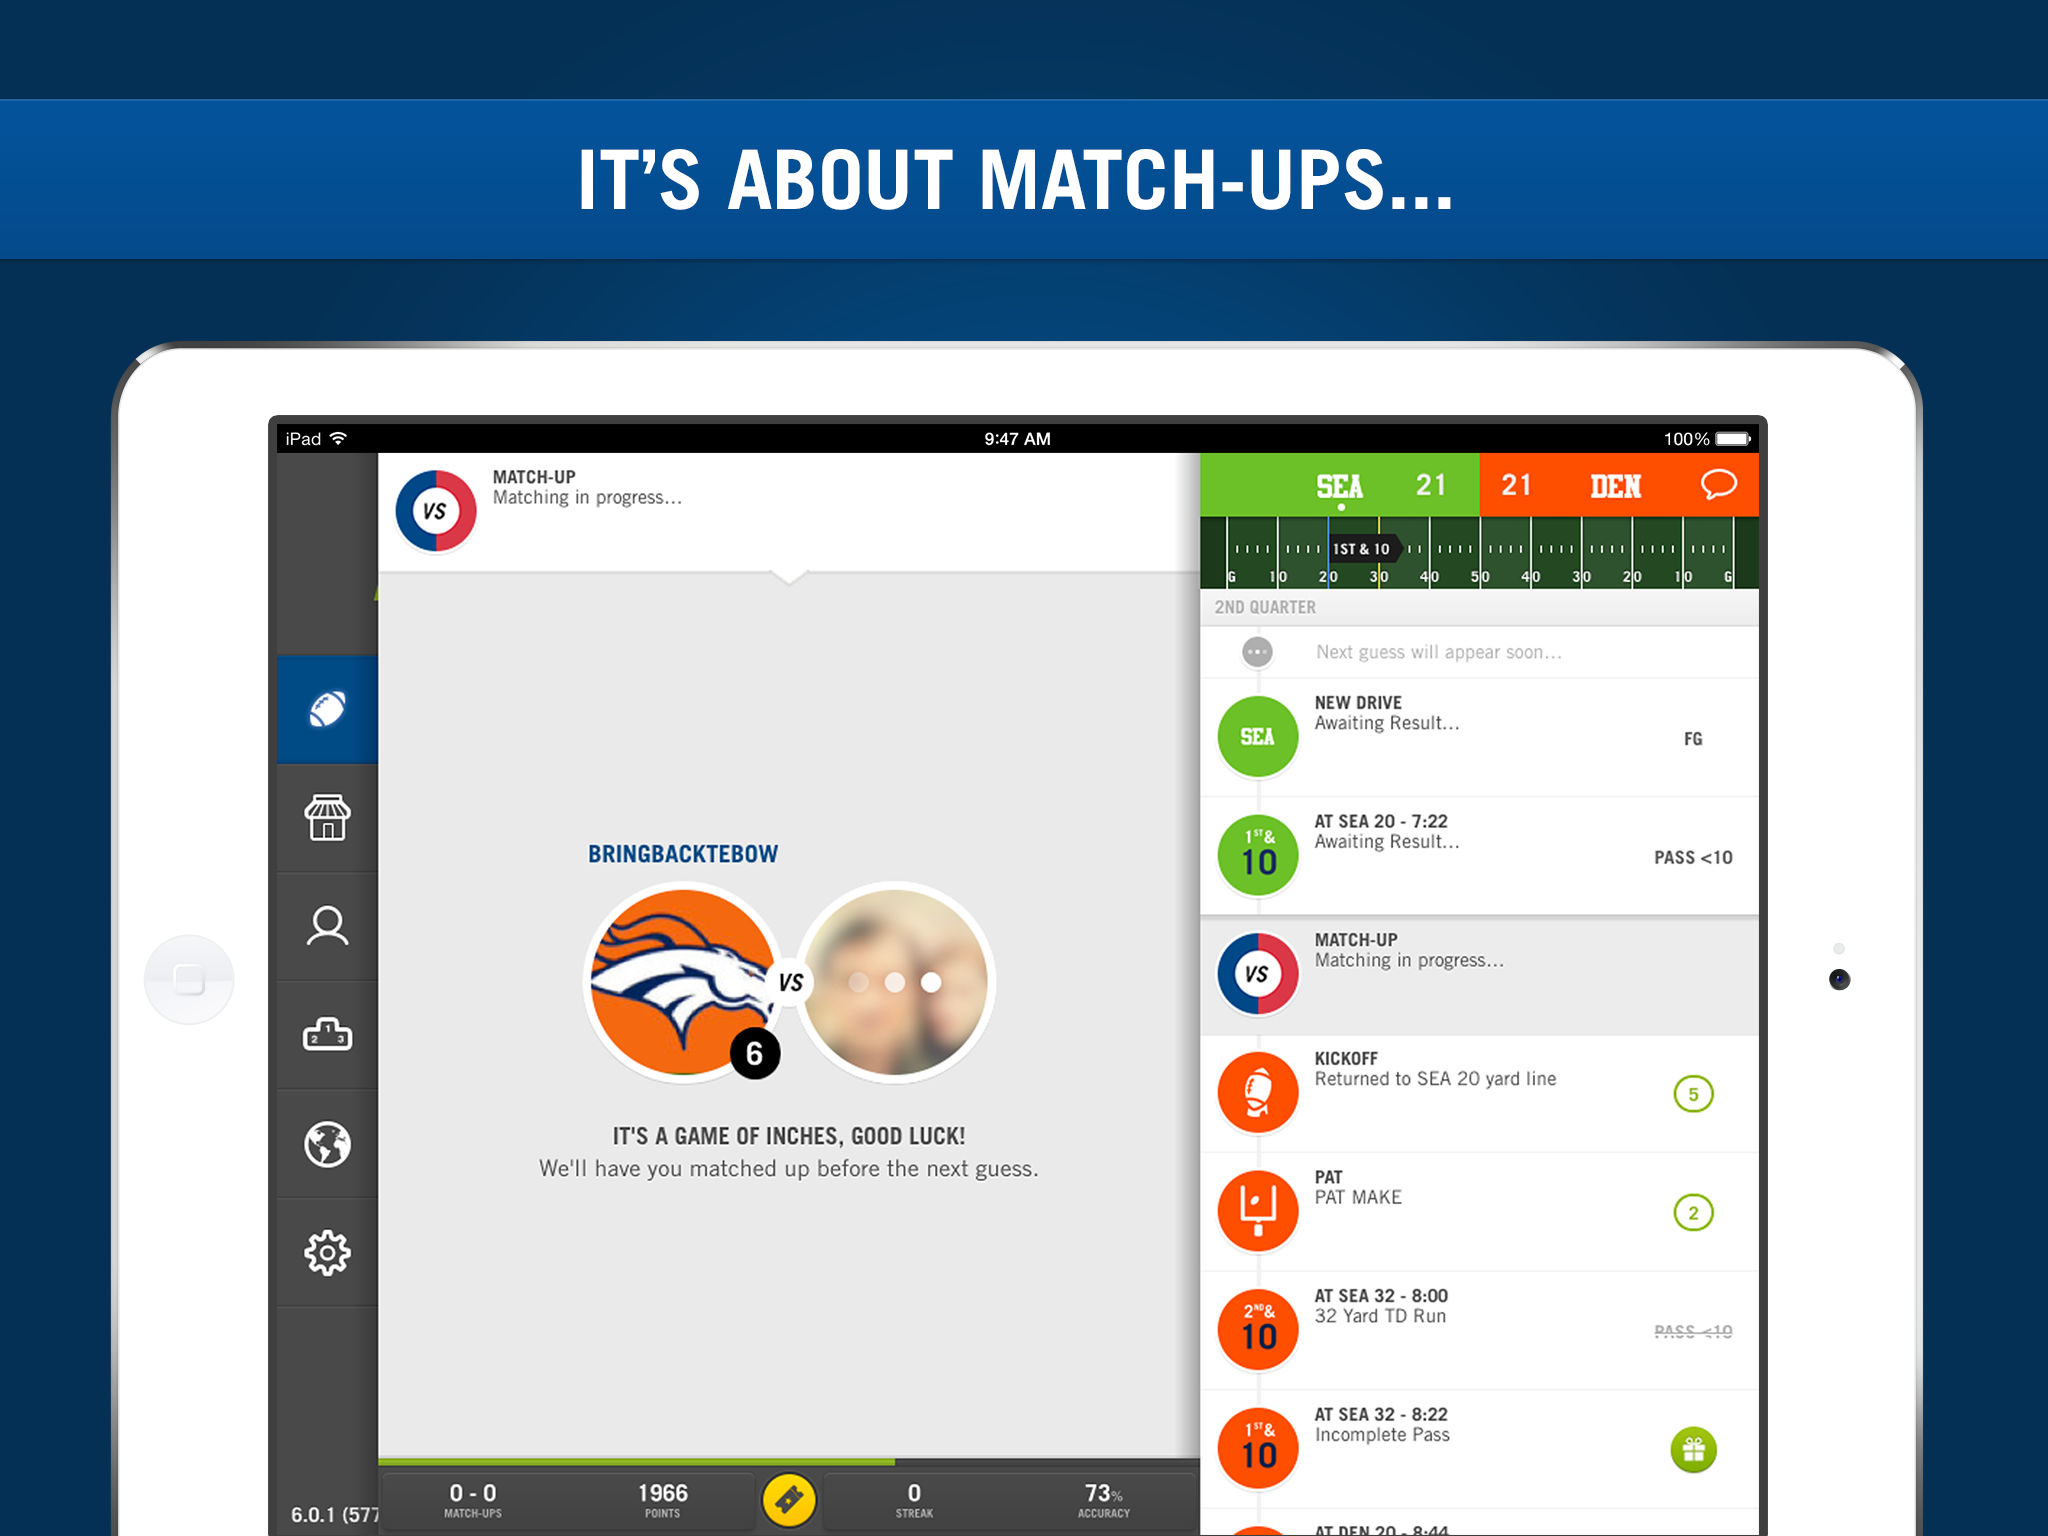 IT'S ABOUT MATCH-UPS...
iPad
9:47 AM
100%
VS
MATCH-UP
Matching in progress...
SEA 21
21 DEN
1ST & 10
G 10 20 30 40 50 40 30 20 10 G
2ND QUARTER
Next guess will appear soon...
SEA
NEW DRIVE
Awaiting Result...
FG
1ST& 10
AT SEA 20 - 7:22
Awaiting Result...
PASS <10
VS
MATCH-UP
Matching in progress...
KICKOFF
Returned to SEA 20 yard line
5
PAT
PAT MAKE
2
2ND& 10
AT SEA 32 - 8:00
32 Yard TD Run
PASS <10
1ST& 10
AT SEA 32 - 8:22
Incomplete Pass
AT DEN 20 - 8:44
BRINGBACKTEBOW
VS
6
IT'S A GAME OF INCHES, GOOD LUCK!
We'll have you matched up before the next guess.
1
2 3
6.0.1 (577
0 - 0
MATCH-UPS
1966
POINTS
0
STREAK
73%
ACCURACY